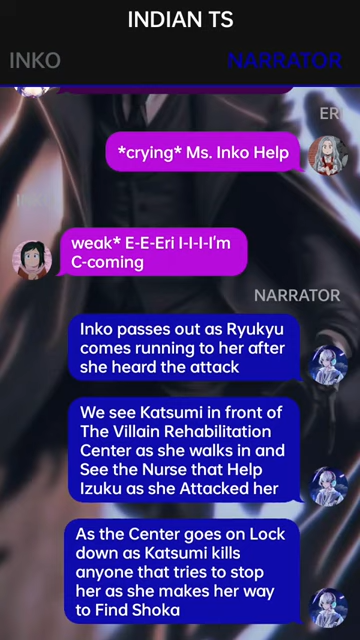 INDIAN TS
INKO
NARRATOR
ER
*crying* Ms. Inko Help
weak* E-E-Eri I-I-I-I'm
C-coming
NARRATOR
Inko passes out as Ryukyu
comes running to her after
she heard the attack
We see Katsumi in front of
The Villain Rehabilitation
Center as she walks in and
See the Nurse that Help
Izuku as she Attacked her
As the Center goes on Lock
down as Katsumi kills
anyone that tries to stop
her as she makes her way
to Find Shoka